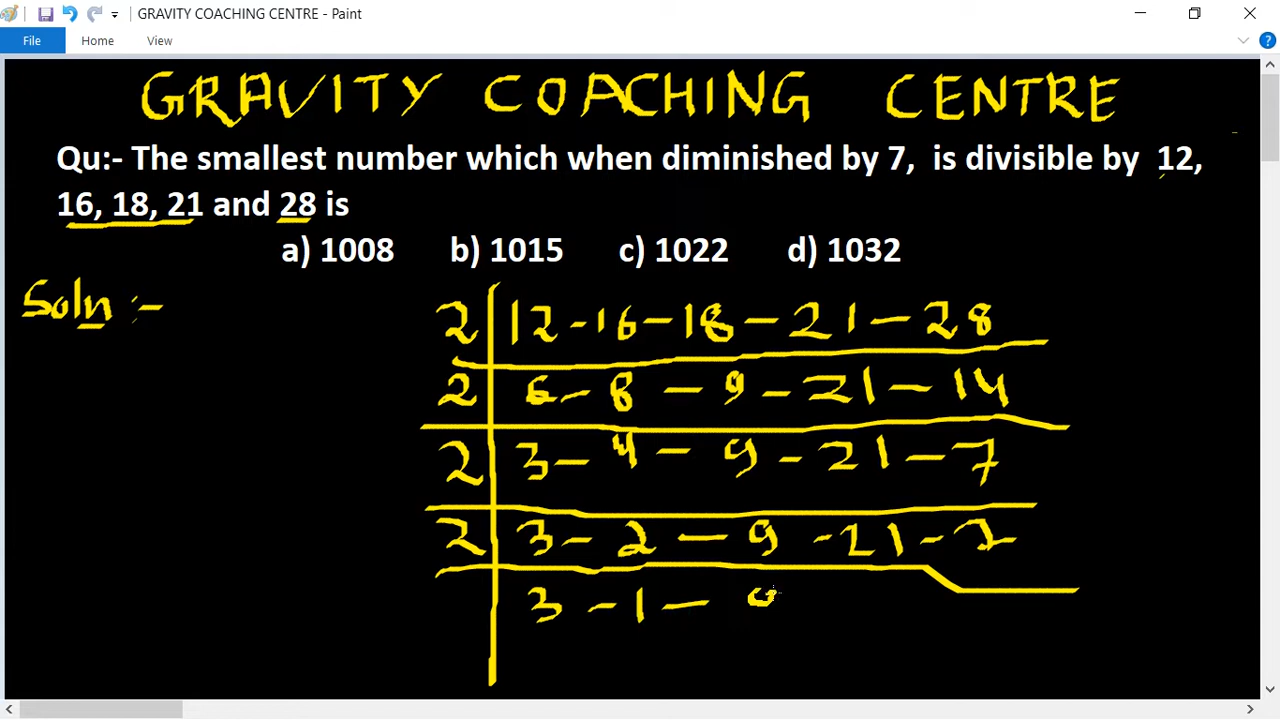 GRAVITY COACHING CENTRE - Paint
File Home View
GRAVITY COACHING CENTRE
Qu:- The smallest number which when diminished by 7, is divisible by 12,
16, 18, 21 and 28 is
a) 1008 b) 1015 c) 1022 d) 1032
Soln :-
2 | 12 - 16 - 18 - 21 - 28
2 | 6 - 8 - 9 - 21 - 14
2 | 3 - 4 - 9 - 21 - 7
2 | 3 - 2 - 9 - 21 - 7
3 - 1 -